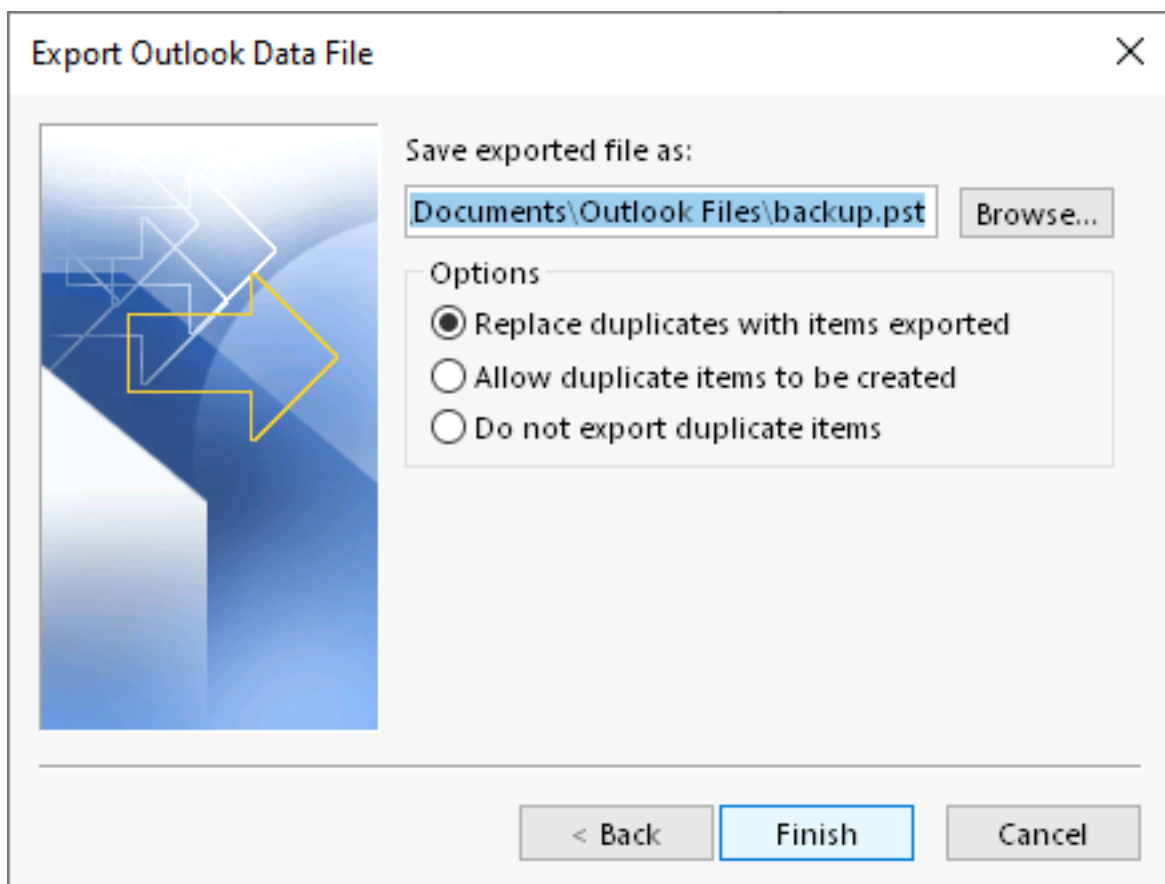 Export Outlook Data File
Save exported file as:
Documents\Outlook Files\backup.pst
Browse...
Options
Replace duplicates with items exported
Allow duplicate items to be created
Do not export duplicate items
< Back
Finish
Cancel